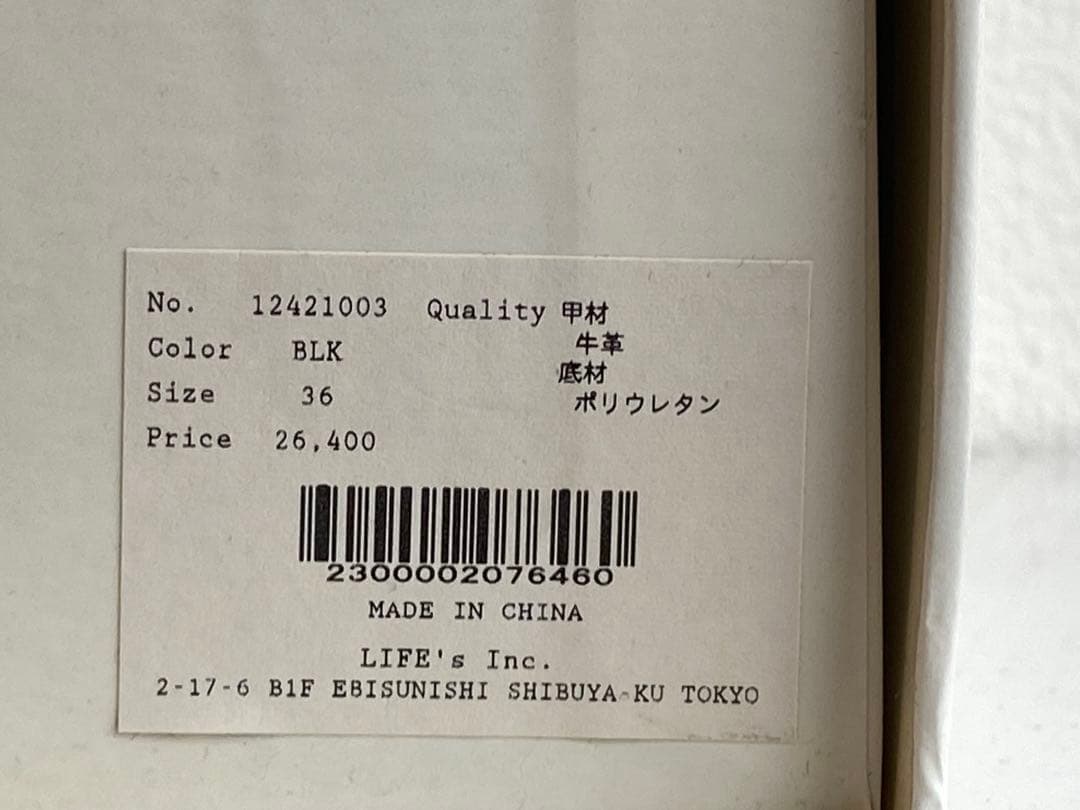 No. 12421003 Quality 甲材
Color BLK 牛革
底材
Size 36 ポリウレタン
Price 26,400
2300002076460
MADE IN CHINA
LIFE's Inc.
2-17-6 B1F EBISUNISHI SHIBUYA-KU TOKYO